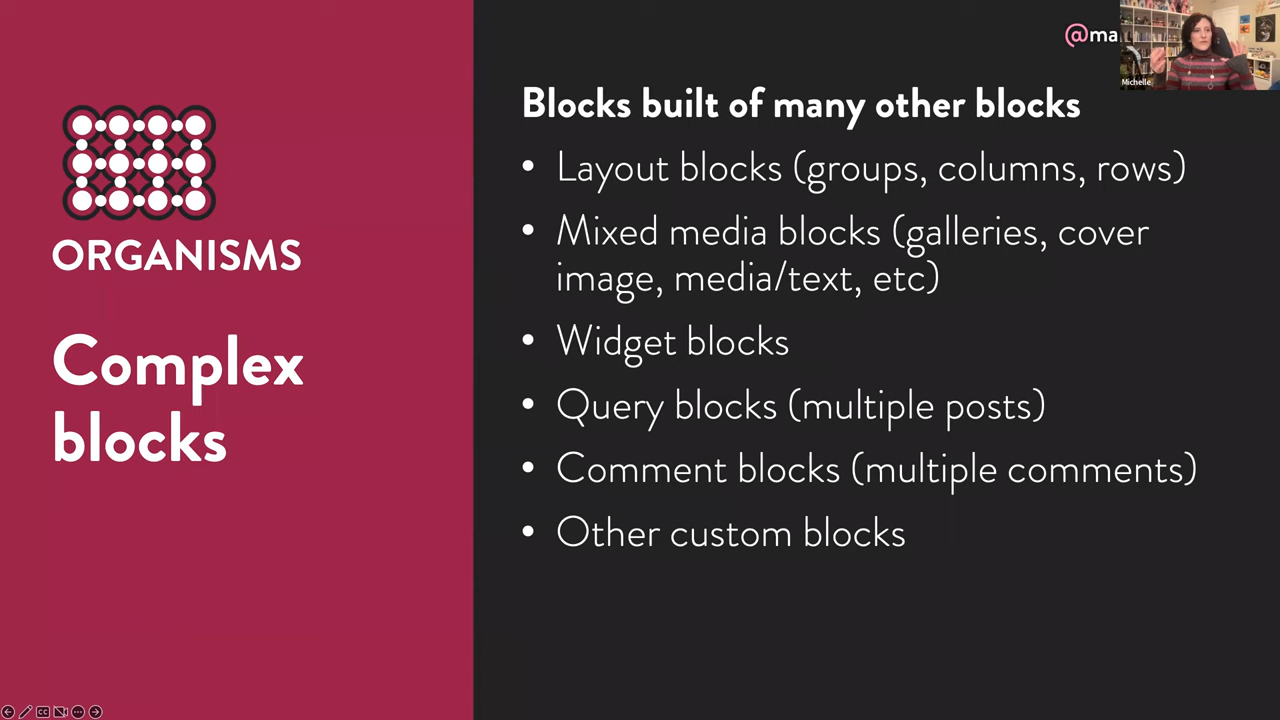 @ma
Michelle
ORGANISMS
Complex
blocks
Blocks built of many other blocks
• Layout blocks (groups, columns, rows)
• Mixed media blocks (galleries, cover
image, media/text, etc)
• Widget blocks
• Query blocks (multiple posts)
• Comment blocks (multiple comments)
• Other custom blocks